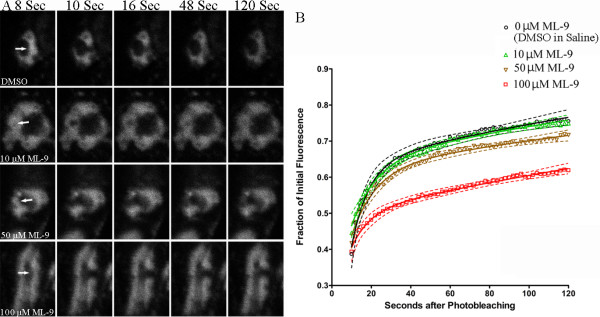 A 8 Sec 10 Sec 16 Sec 48 Sec 120 Sec
DMSO
10 µM ML-9
50 µM ML-9
100 µM ML-9
B
0 µM ML-9
(DMSO in Saline)
10 µM ML-9
50 µM ML-9
100 µM ML-9
Fraction of Initial Fluorescence
0.9
0.8
0.7
0.6
0.5
0.4
0.3
0 20 40 60 80 100 120
Seconds after Photobleaching